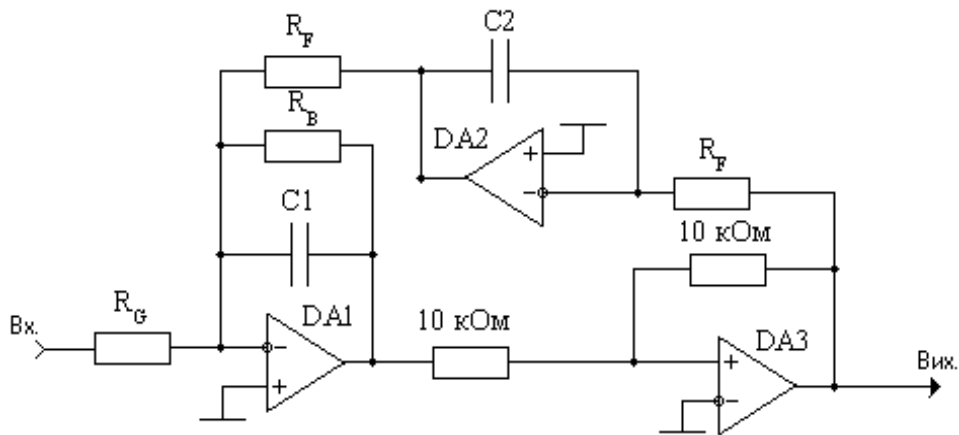 R_F
C2
R_B
DA2
+
-
R_F
C1
10 кОм
R_G
DA1
10 кОм
DA3
Вх.
-
+
+
-
Вих.